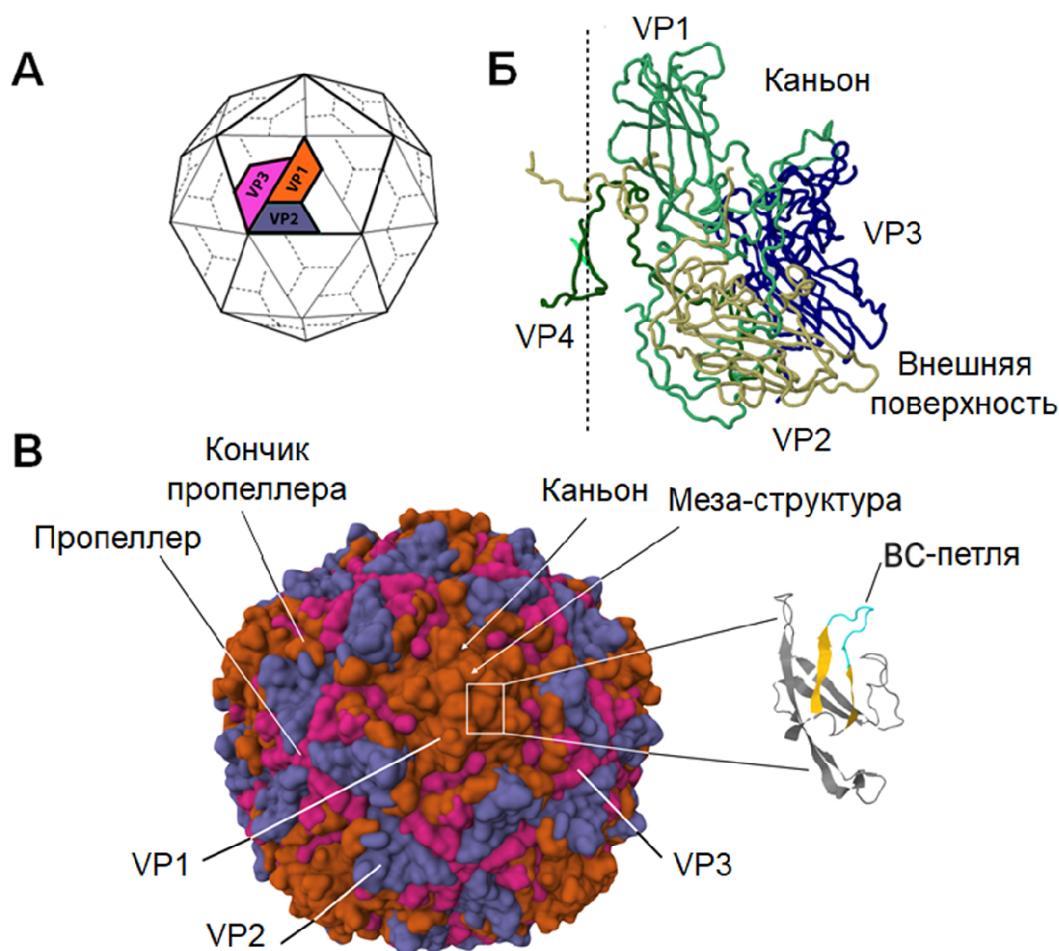 А
VP3
VP1
VP2
Б
VP1
Каньон
VP3
VP4
Внешняя
поверхность
VP2
В
Кончик
пропеллера
Каньон
Меза-структура
Пропеллер
BC-петля
VP1
VP3
VP2